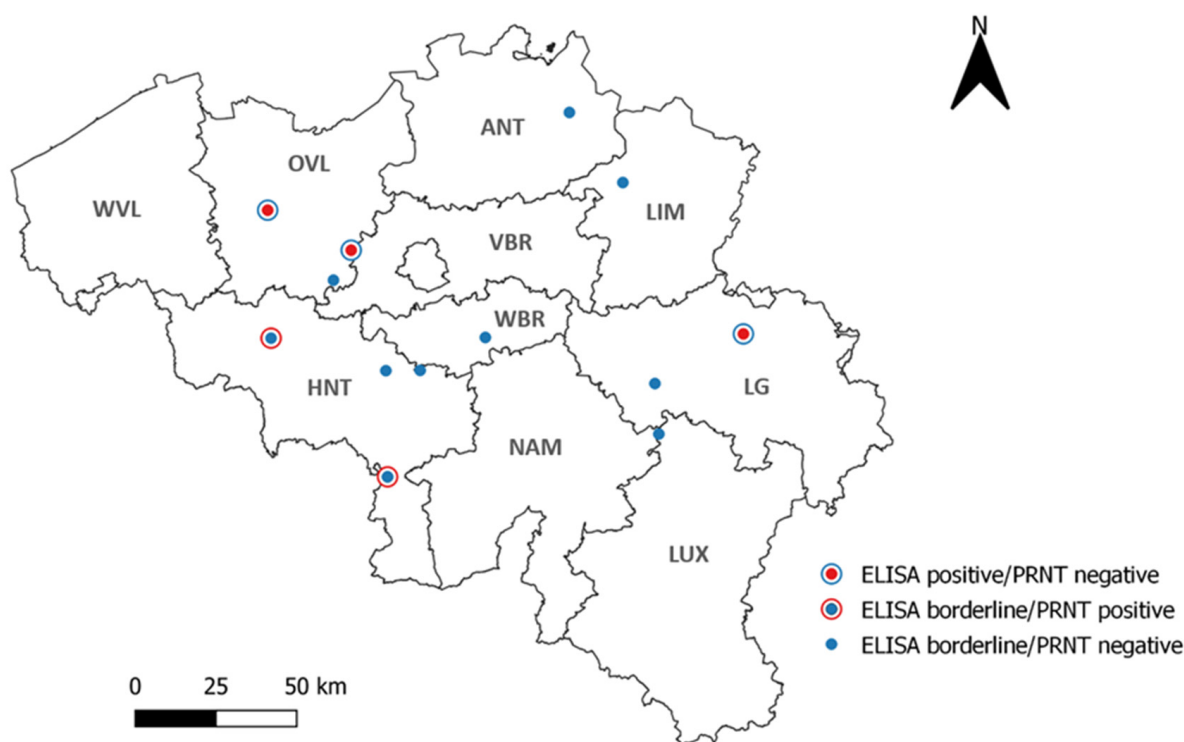 N
ANT
OVL
WVL
LIM
VBR
WBR
HNT
LG
NAM
LUX
ELISA positive/PRNT negative
ELISA borderline/PRNT positive
ELISA borderline/PRNT negative
0 25 50 km